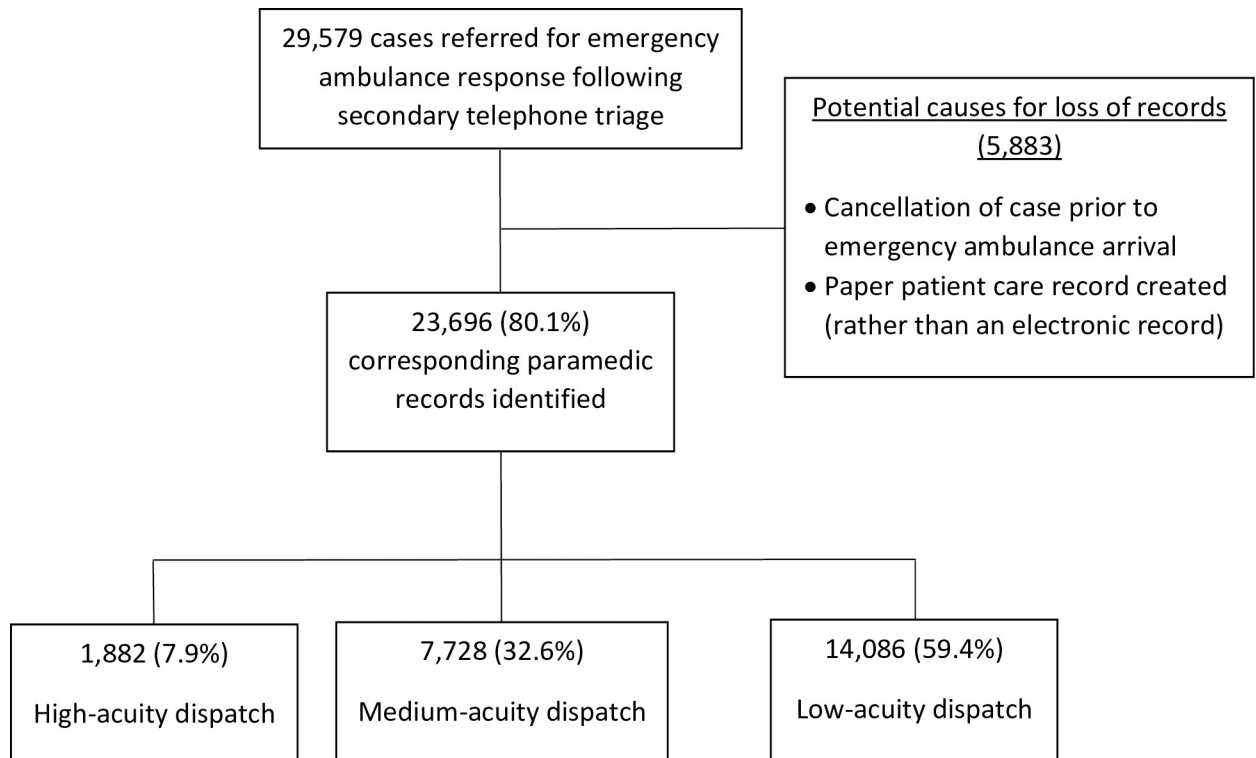 29,579 cases referred for emergency
ambulance response following
secondary telephone triage
Potential causes for loss of records
(5,883)
• Cancellation of case prior to
emergency ambulance arrival
• Paper patient care record created
(rather than an electronic record)
23,696 (80.1%)
corresponding paramedic
records identified
1,882 (7.9%)
High-acuity dispatch
7,728 (32.6%)
Medium-acuity dispatch
14,086 (59.4%)
Low-acuity dispatch